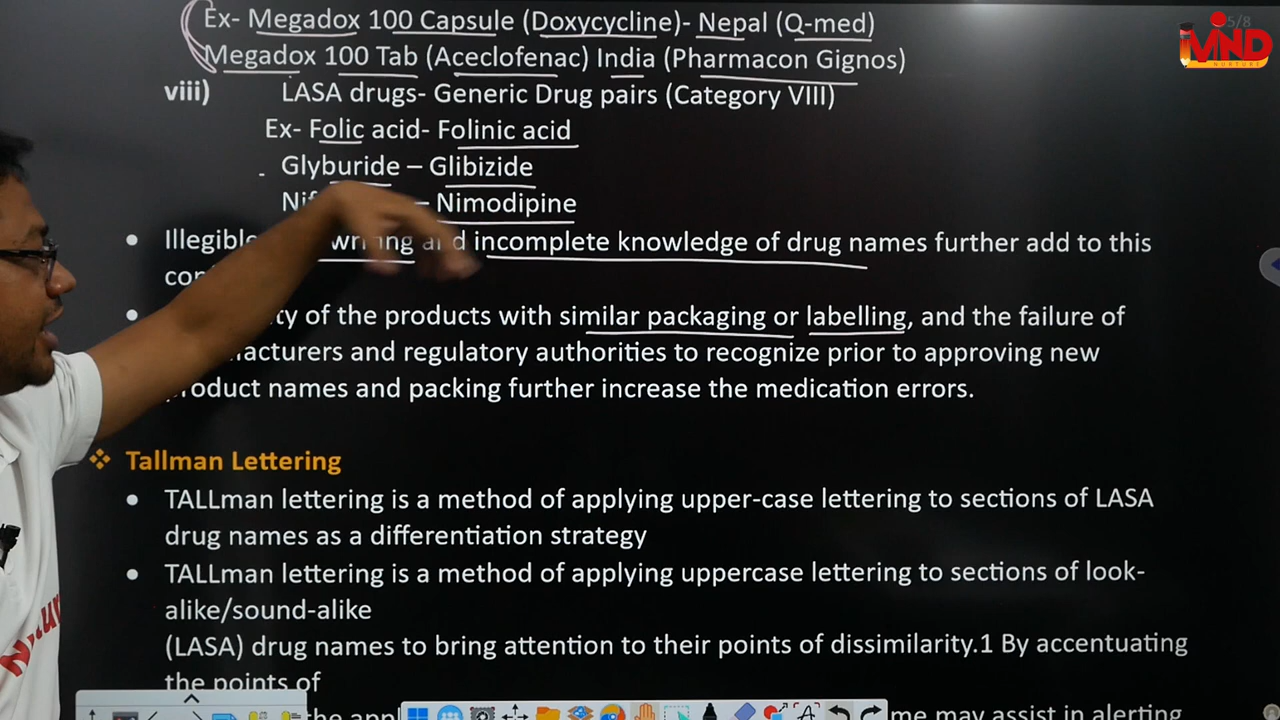 Ex- Megadox 100 Capsule (Doxycycline)- Nepal (Q-med)
5/8
MIND
NURTURE
Megadox 100 Tab (Aceclofenac) India (Pharmacon Gignos)
viii) LASA drugs- Generic Drug pairs (Category VIII)
Ex- Folic acid- Folinic acid
Glyburide – Glibizide
– Nimodipine
Illegible and incomplete knowledge of drug names further add to this
of the products with similar packaging or labelling, and the failure of
and regulatory authorities to recognize prior to approving new
product names and packing further increase the medication errors.
Tallman Lettering
TALLman lettering is a method of applying upper-case lettering to sections of LASA
drug names as a differentiation strategy
TALLman lettering is a method of applying uppercase lettering to sections of look-
alike/sound-alike
(LASA) drug names to bring attention to their points of dissimilarity.1 By accentuating
the points of
me may assist in alerting